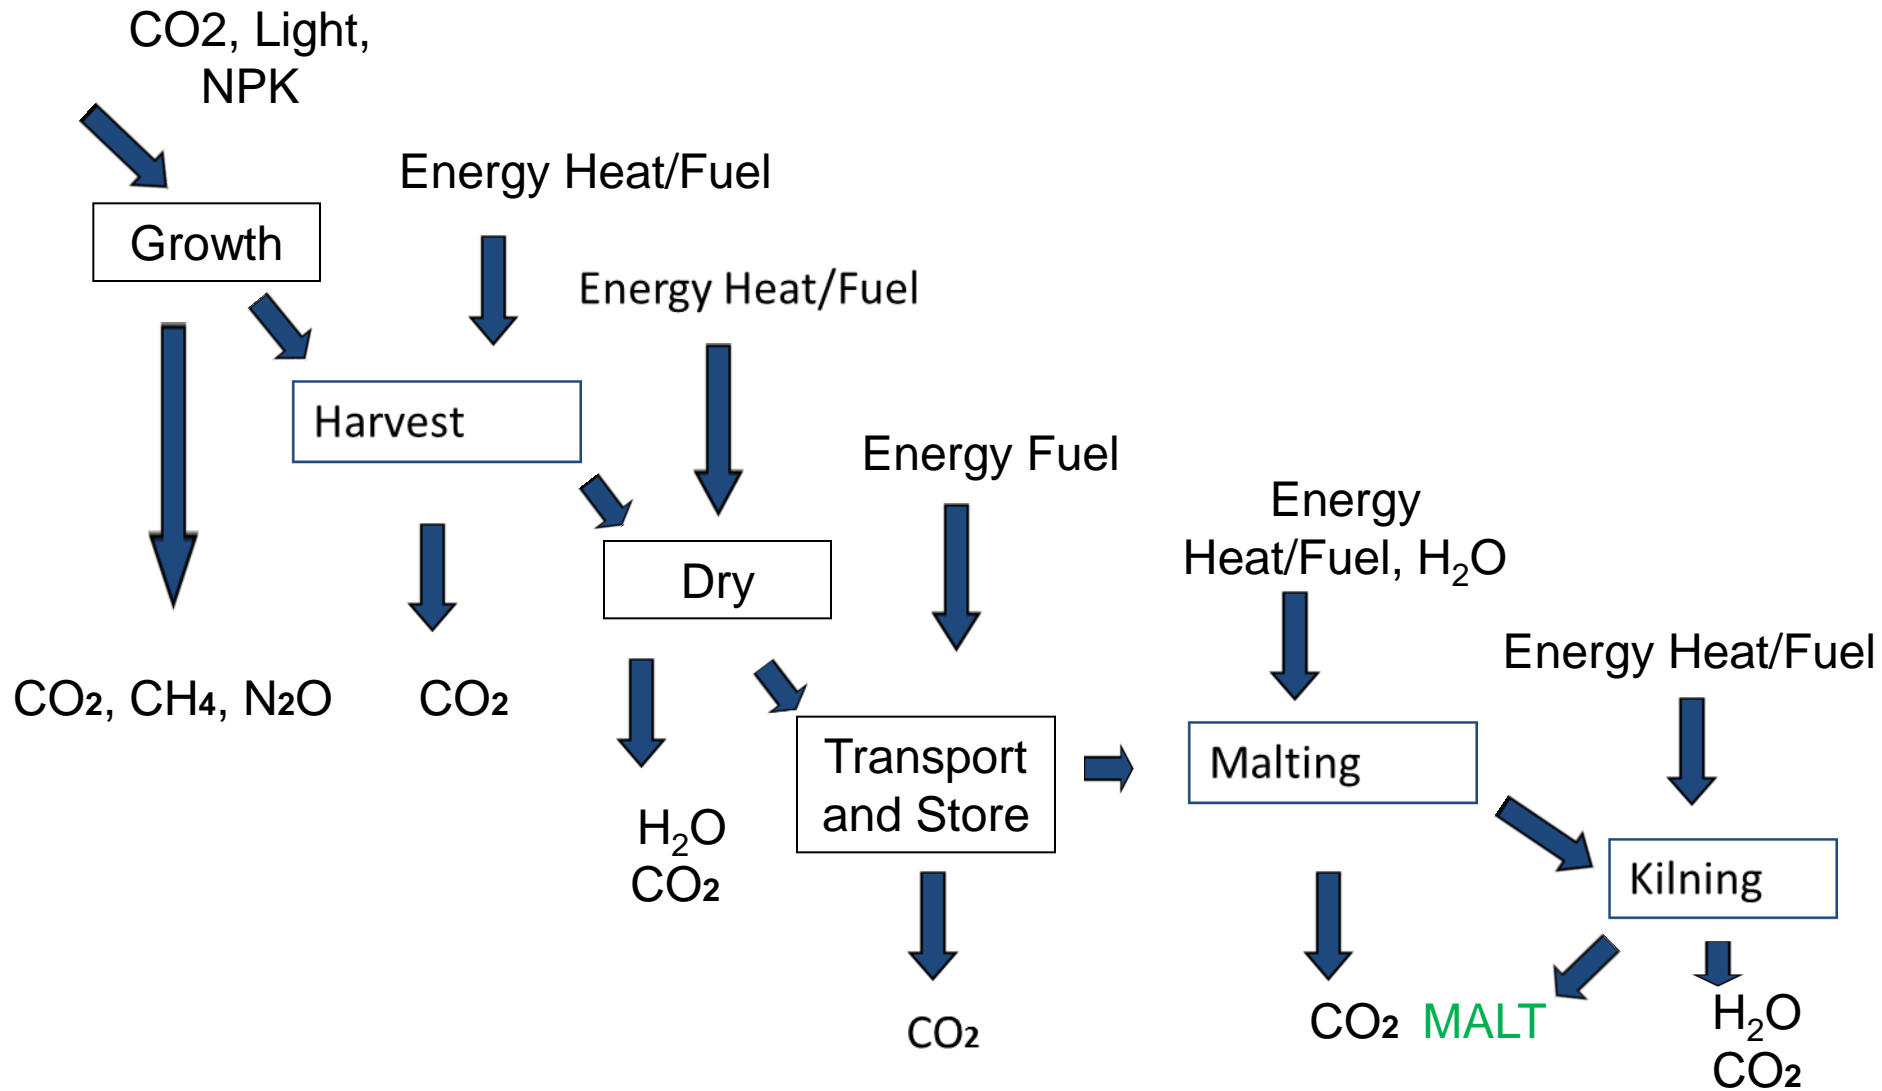 CO2, Light,
NPK
Energy Heat/Fuel
Growth
Energy Heat/Fuel
Harvest
Energy Fuel
Energy
Heat/Fuel, H₂O
Dry
Energy Heat/Fuel
CO₂, CH₄, N₂O
CO₂
Transport
and Store
Malting
H₂O
CO₂
Kilning
CO₂
CO₂
MALT
H₂O
CO₂